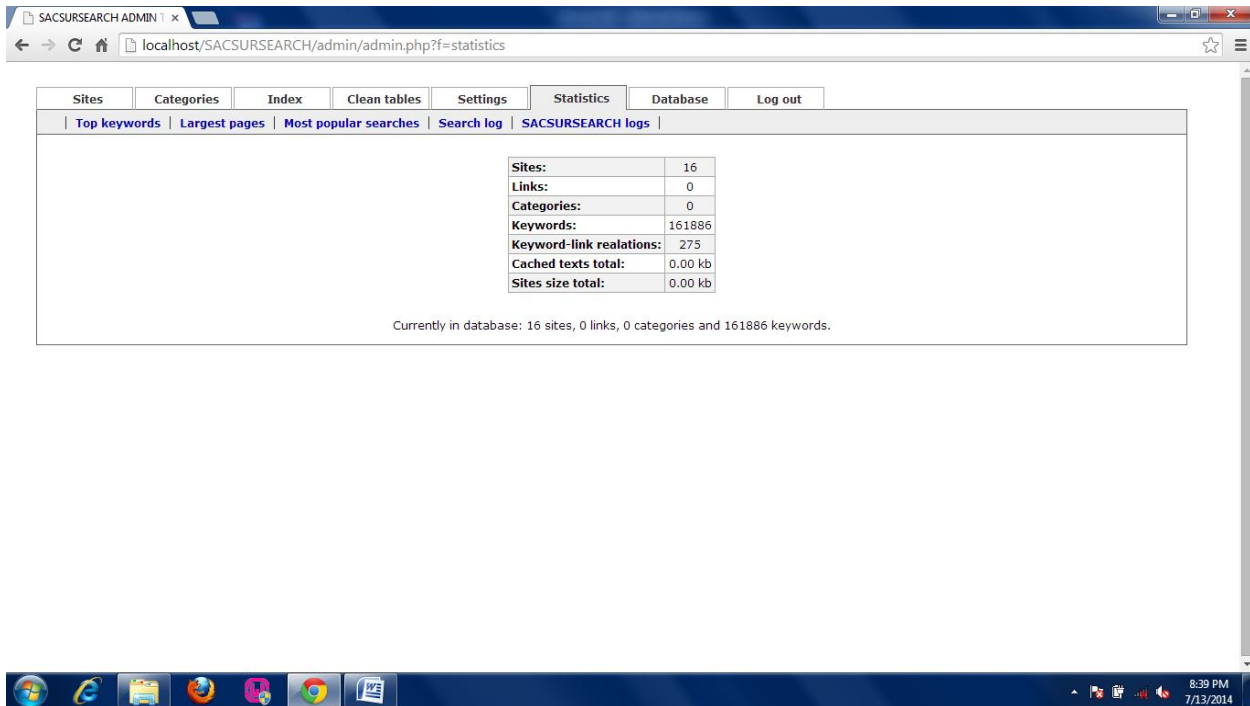 SACSURSEARCH ADMIN T
localhost/SACSURSEARCH/admin/admin.php?f=statistics
Sites Categories Index Clean tables Settings Statistics Database Log out
| Top keywords | Largest pages | Most popular searches | Search log | SACSURSEARCH logs |
Sites: 16
Links: 0
Categories: 0
Keywords: 161886
Keyword-link realations: 275
Cached texts total: 0.00 kb
Sites size total: 0.00 kb
Currently in database: 16 sites, 0 links, 0 categories and 161886 keywords.
8:39 PM
7/13/2014